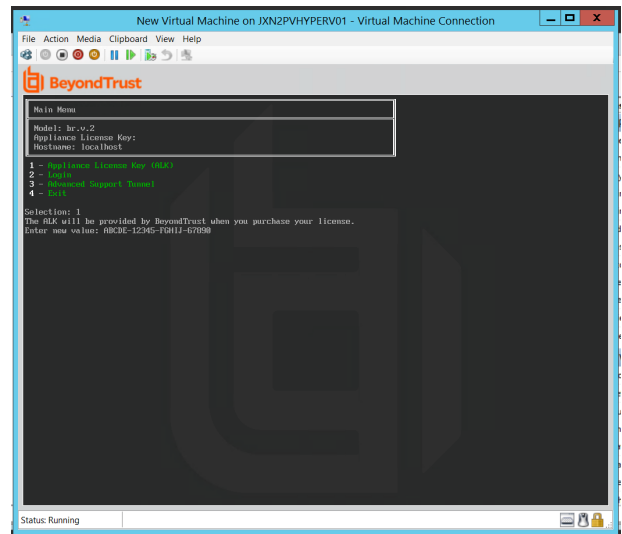 New Virtual Machine on JXN2PVHYPERV01 - Virtual Machine Connection
File Action Media Clipboard View Help
BeyondTrust
Main Menu
Model: br.v.2
Appliance License Key:
Hostname: localhost
1 - Appliance License Key (ALK)
2 - Login
3 - Advanced Support Tunnel
4 - Exit
Selection: 1
The ALK will be provided by BeyondTrust when you purchase your license.
Enter new value: ABCDE-12345-FGHIJ-67890
Status: Running